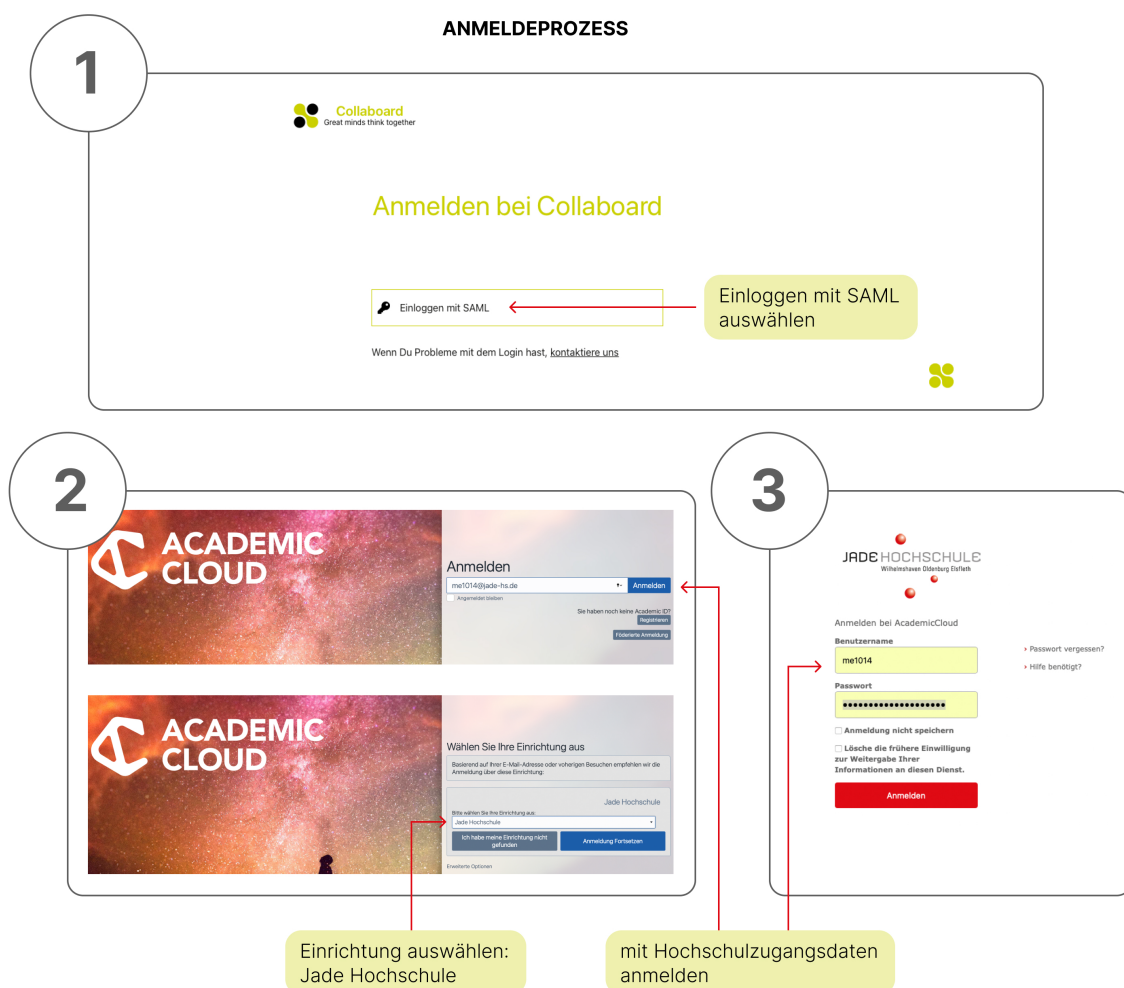 ANMELDEPROZESS
1
Collaboard
Great minds think together
Anmelden bei Collaboard
Einloggen mit SAML
Einloggen mit SAML
auswählen
Wenn Du Probleme mit dem Login hast, kontaktiere uns
2
ACADEMIC
CLOUD
Anmelden
me1014@jade-hs.de
Anmelden
Angemeldet bleiben
Sie haben noch keine Academic ID?
Registrieren
Föderierte Anmeldung
ACADEMIC
CLOUD
Wählen Sie Ihre Einrichtung aus
Basierend auf Ihrer E-Mail-Adresse oder vorherigen Besuchen empfehlen wir die
Anmeldung über diese Einrichtung:
Jade Hochschule
Bitte wählen Sie Ihre Einrichtung aus:
Jade Hochschule
Ich habe meine Einrichtung nicht
gefunden
Anmeldung Fortsetzen
Erweiterte Optionen
Einrichtung auswählen:
Jade Hochschule
3
JADE HOCHSCHULE
Wilhelmshaven Oldenburg Elsfleth
Anmelden bei AcademicCloud
Benutzername
me1014
› Passwort vergessen?
› Hilfe benötigt?
Passwort
Anmeldung nicht speichern
Lösche die frühere Einwilligung
zur Weitergabe Ihrer
Informationen an diesen Dienst.
Anmelden
mit Hochschulzugangsdaten
anmelden